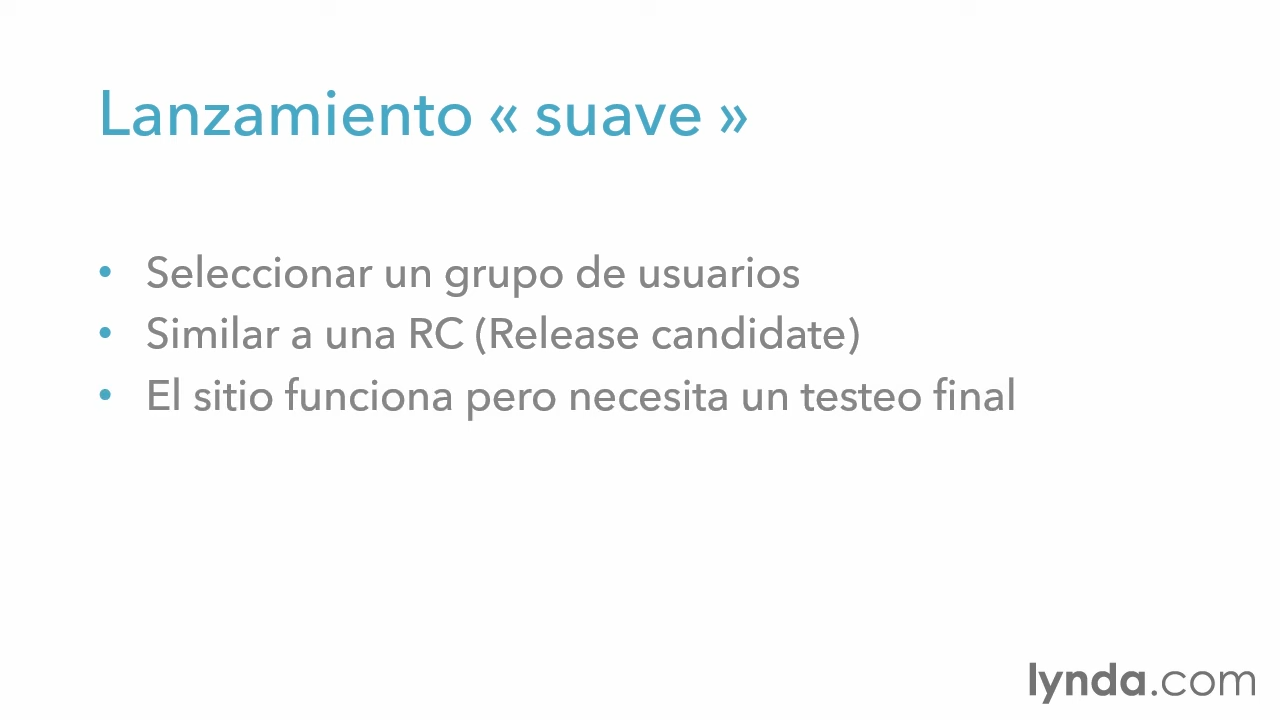 Lanzamiento « suave »
• Seleccionar un grupo de usuarios
• Similar a una RC (Release candidate)
• El sitio funciona pero necesita un testeo final
lynda.com